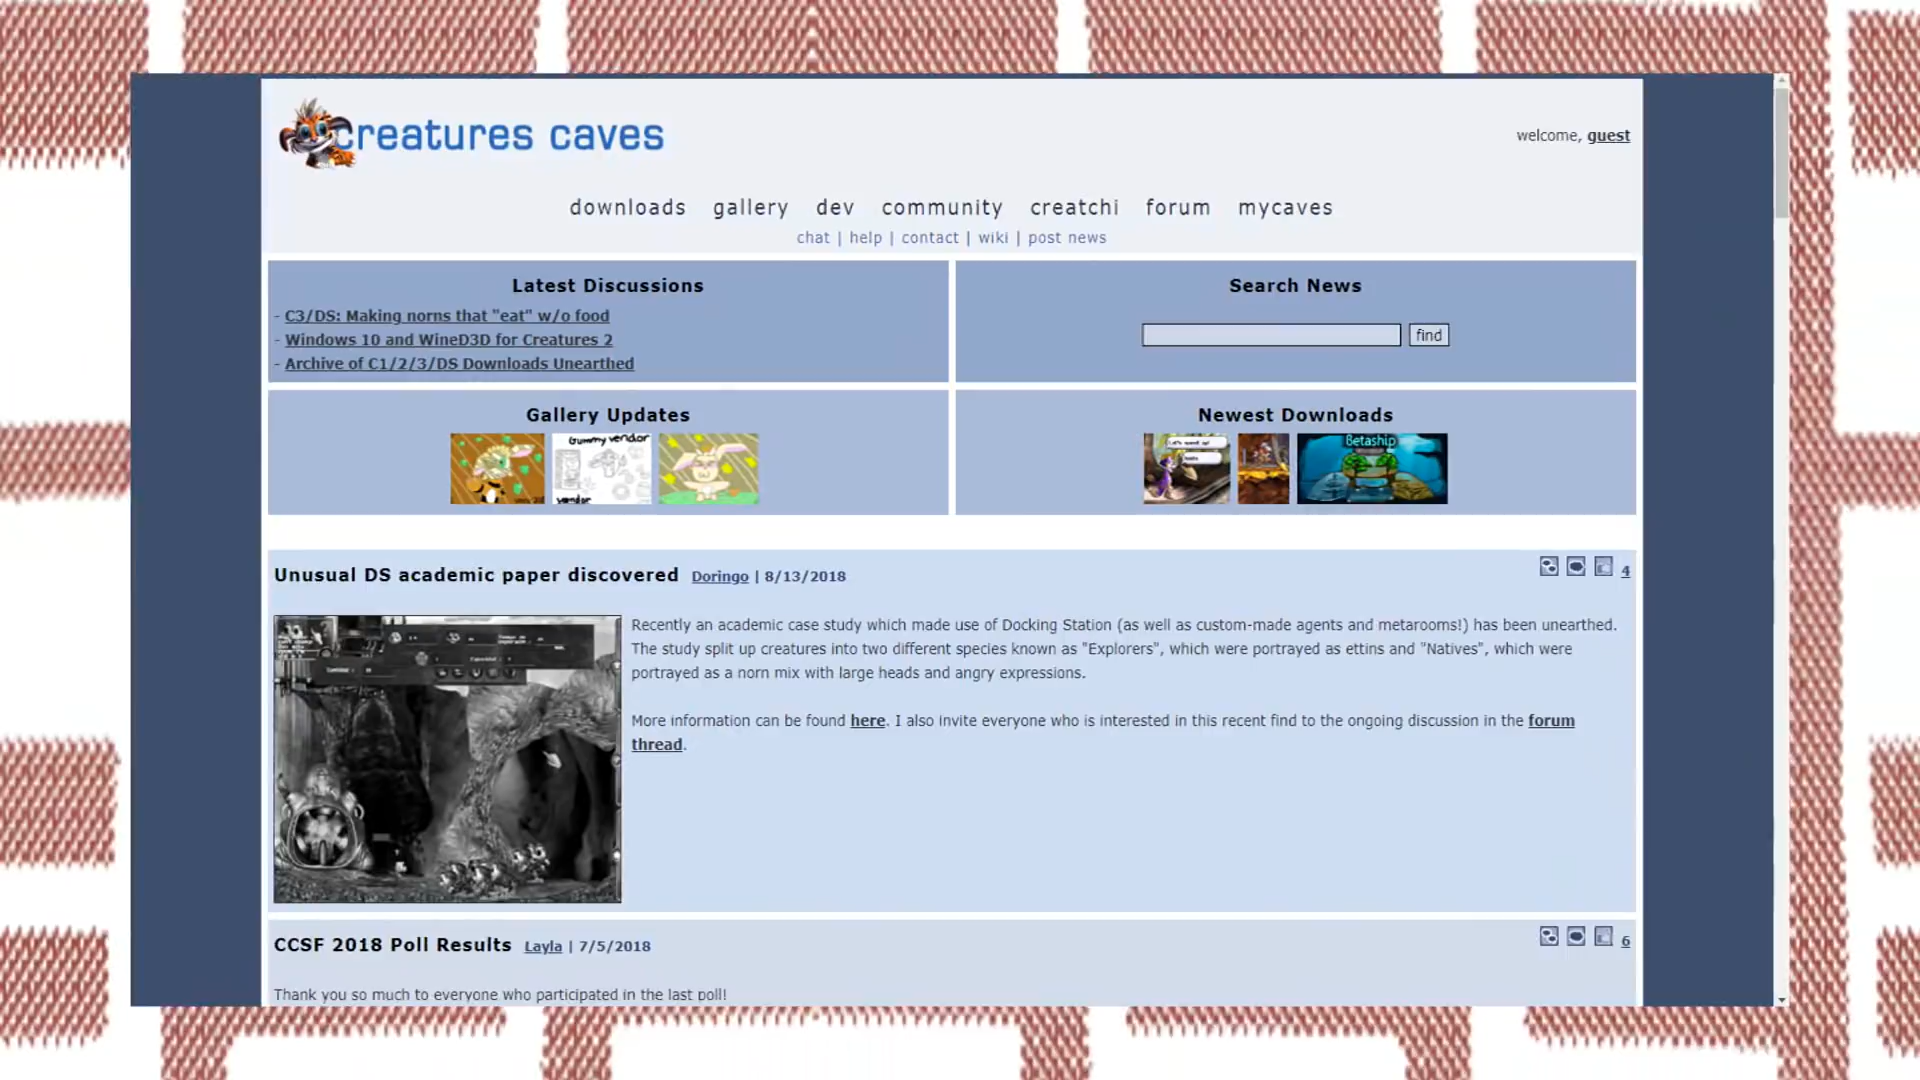 creatures caves
welcome, guest
downloads gallery dev community creatchi forum mycaves
chat | help | contact | wiki | post news
Latest Discussions
- C3/DS: Making norns that "eat" w/o food
- Windows 10 and WineD3D for Creatures 2
- Archive of C1/2/3/DS Downloads Unearthed
Search News
find
Gallery Updates
Gummy vendor
vendor
Newest Downloads
Betaship
Unusual DS academic paper discovered Doringo | 8/13/2018
4
Recently an academic case study which made use of Docking Station (as well as custom-made agents and metarooms!) has been unearthed.
The study split up creatures into two different species known as "Explorers", which were portrayed as ettins and "Natives", which were
portrayed as a norn mix with large heads and angry expressions.
More information can be found here. I also invite everyone who is interested in this recent find to the ongoing discussion in the forum
thread.
CCSF 2018 Poll Results Layla | 7/5/2018
6
Thank you so much to everyone who participated in the last poll!